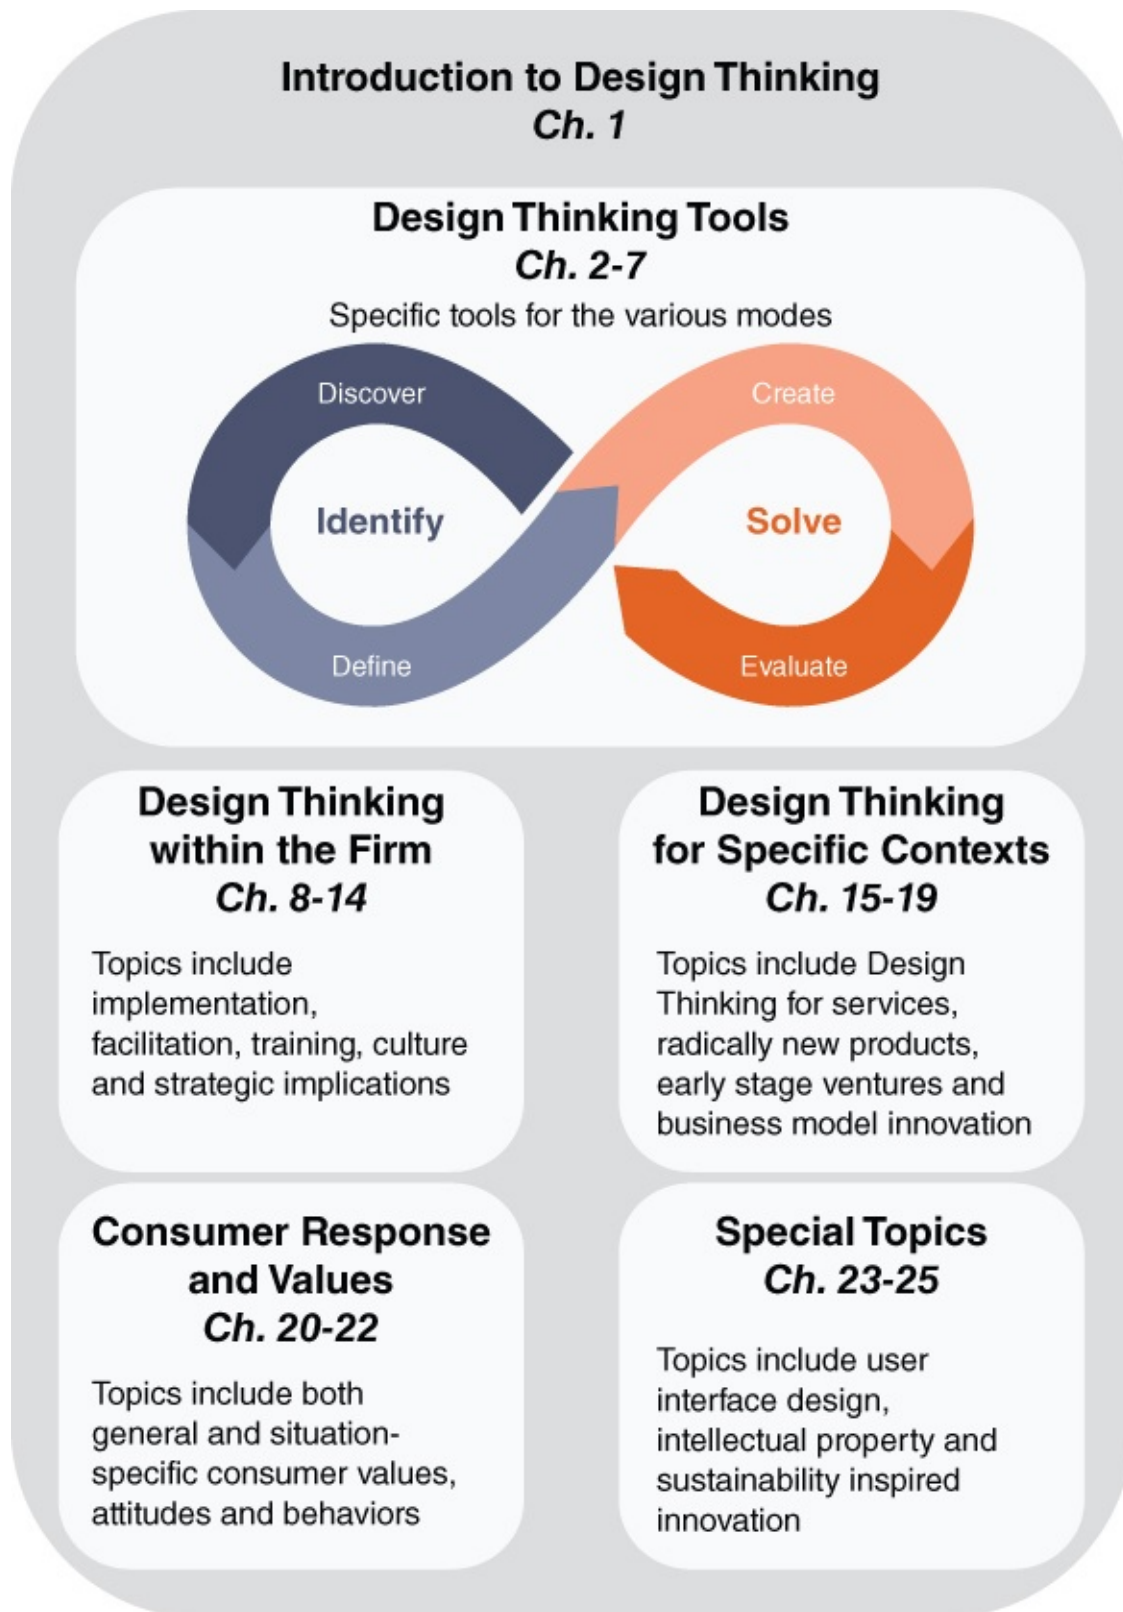 Introduction to Design Thinking
Ch. 1
Design Thinking Tools
Ch. 2-7
Specific tools for the various modes
Discover
Create
Identify
Solve
Define
Evaluate
Design Thinking
within the Firm
Ch. 8-14
Topics include
implementation,
facilitation, training, culture
and strategic implications
Design Thinking
for Specific Contexts
Ch. 15-19
Topics include Design
Thinking for services,
radically new products,
early stage ventures and
business model innovation
Consumer Response
and Values
Ch. 20-22
Topics include both
general and situation-
specific consumer values,
attitudes and behaviors
Special Topics
Ch. 23-25
Topics include user
interface design,
intellectual property and
sustainability inspired
innovation